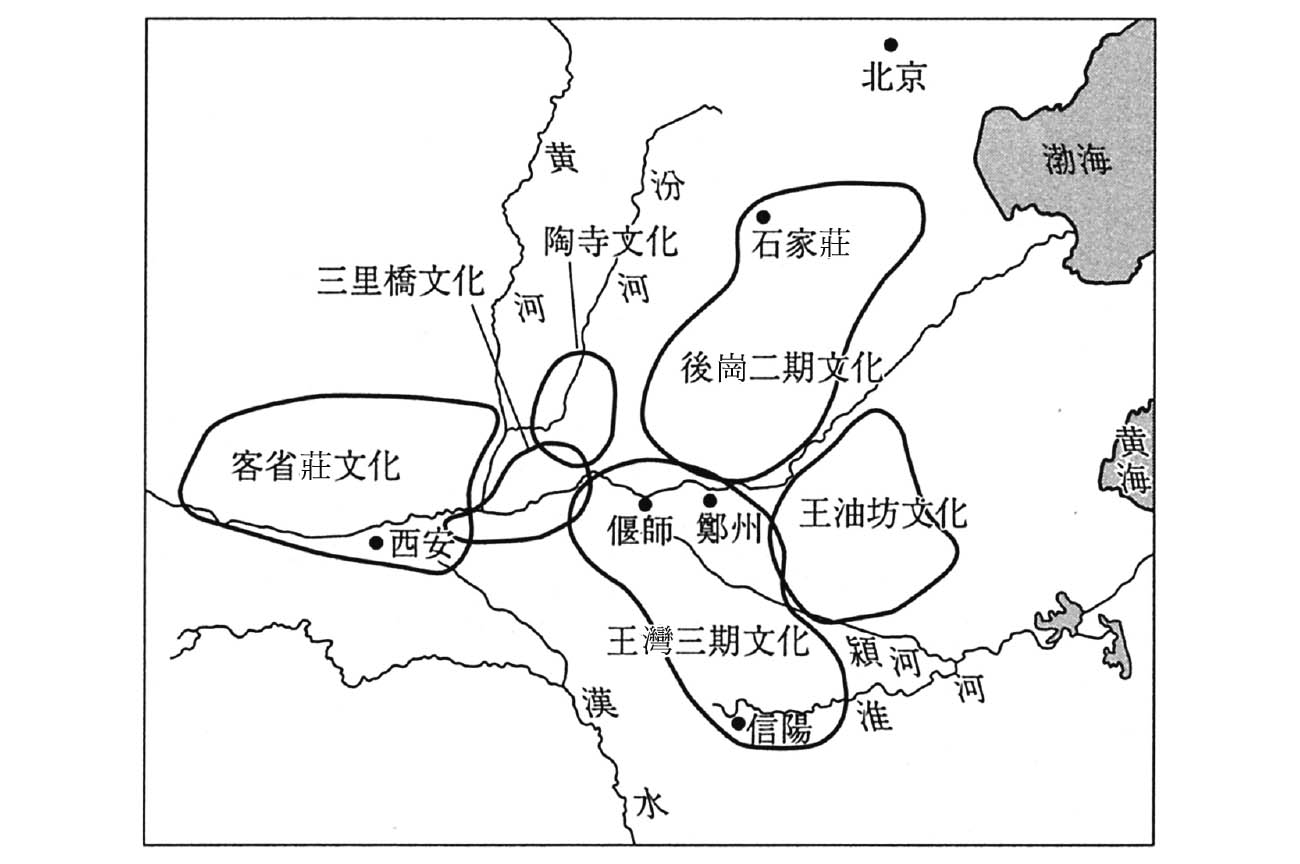 北京
渤海
黄
河
汾
河
陶寺文化
三里橋文化
石家莊
後崗二期文化
客省莊文化
西安
偃師
鄭州
王油坊文化
黄海
王灣三期文化
潁河
淮河
信陽
漢
水